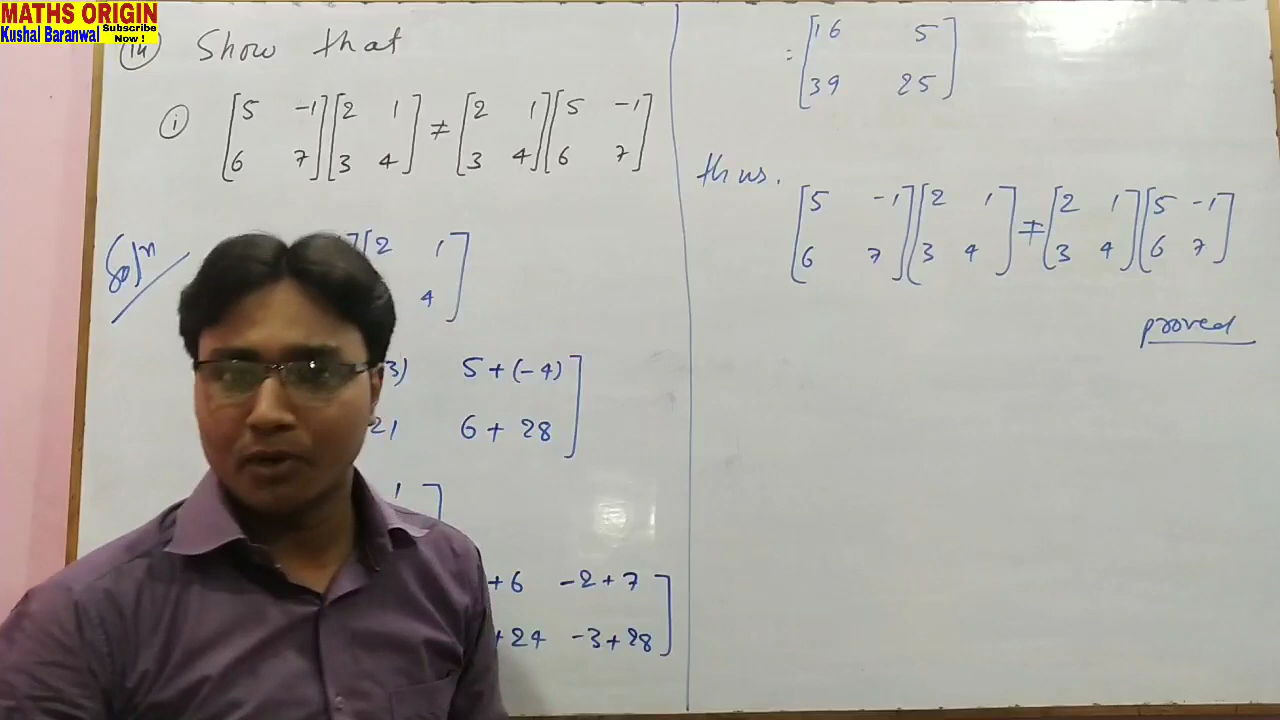 MATHS ORIGIN
Kushal Baranwal Subscribe Now !
14 Show that
i [5 -1] [2 1] ≠ [2 1] [5 -1]
[6 7] [3 4] [3 4] [6 7]
Sol^n
] [2 1]
4]
3) 5+(-4)]
21 6+28]
1]
+6 -2+7]
+24 -3+28]
= [16 5]
[39 25]
thus.
[5 -1] [2 1] ≠ [2 1] [5 -1]
[6 7] [3 4] [3 4] [6 7]
proved